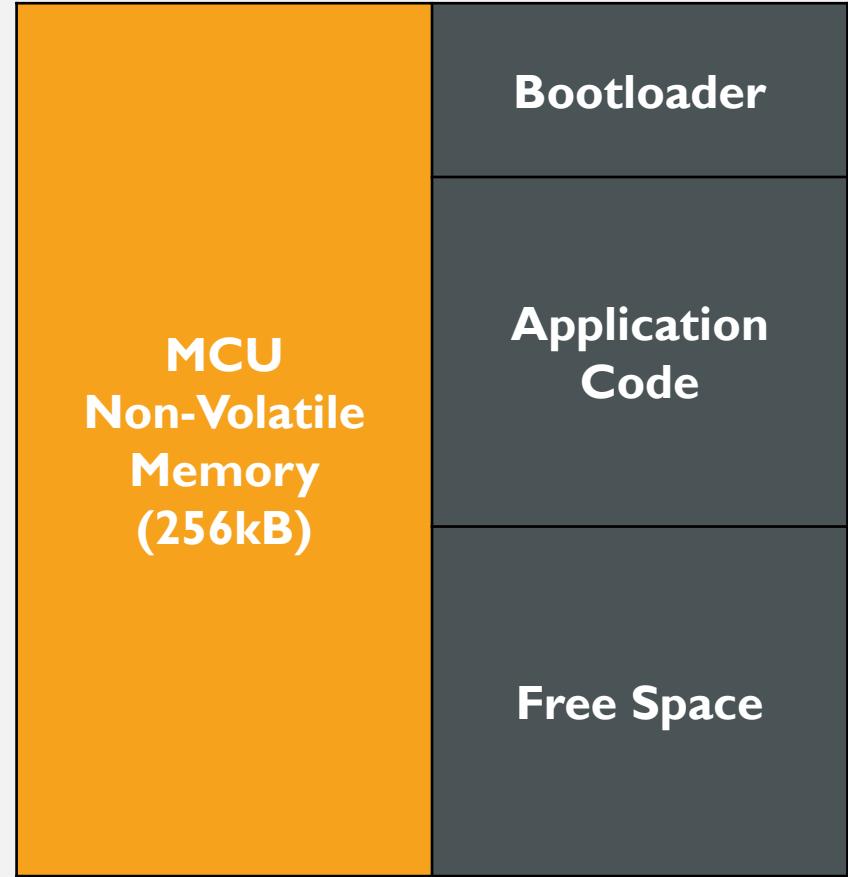 MCU
Non-Volatile
Memory
(256kB)
Bootloader
Application
Code
Free Space